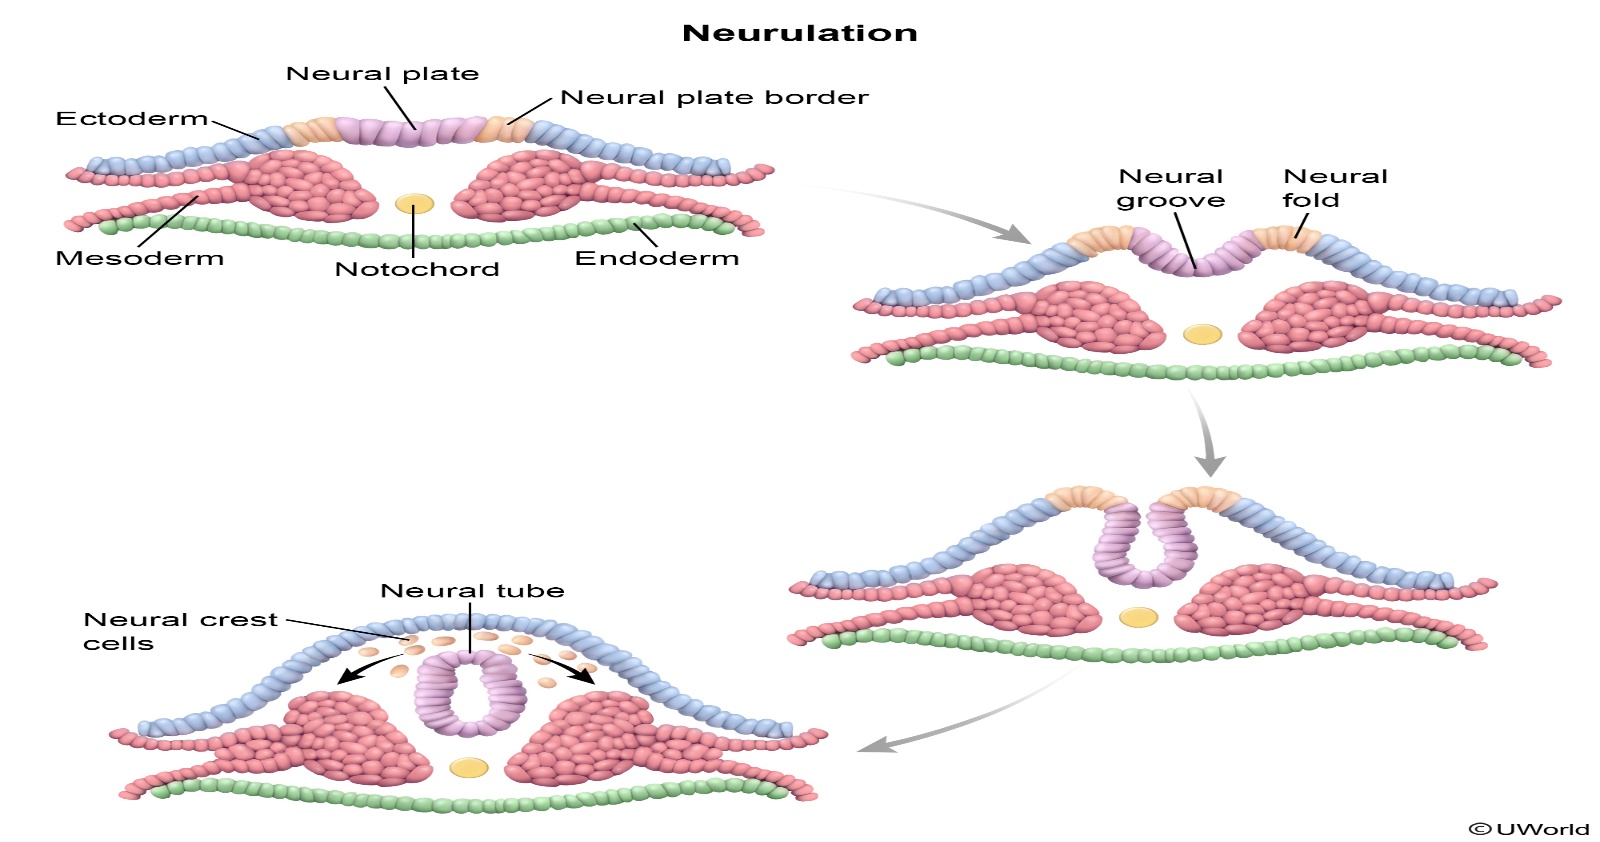 Neurulation
Neural plate
Neural plate border
Ectoderm
Mesoderm
Notochord
Endoderm
Neural
groove
Neural
fold
Neural tube
Neural crest
cells
© UWorld